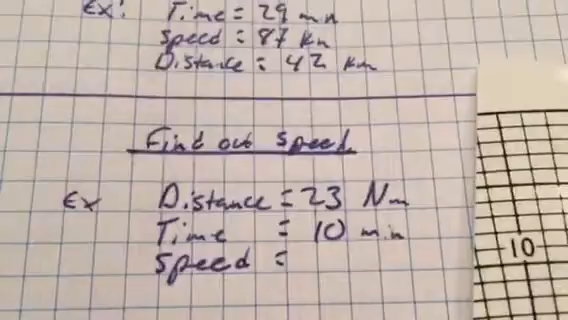 Ex: Time = 29 min
Speed = 87 kn
Distance = 42 km
Find out Speed
Ex Distance = 23 Nm
Time = 10 min
Speed =
10